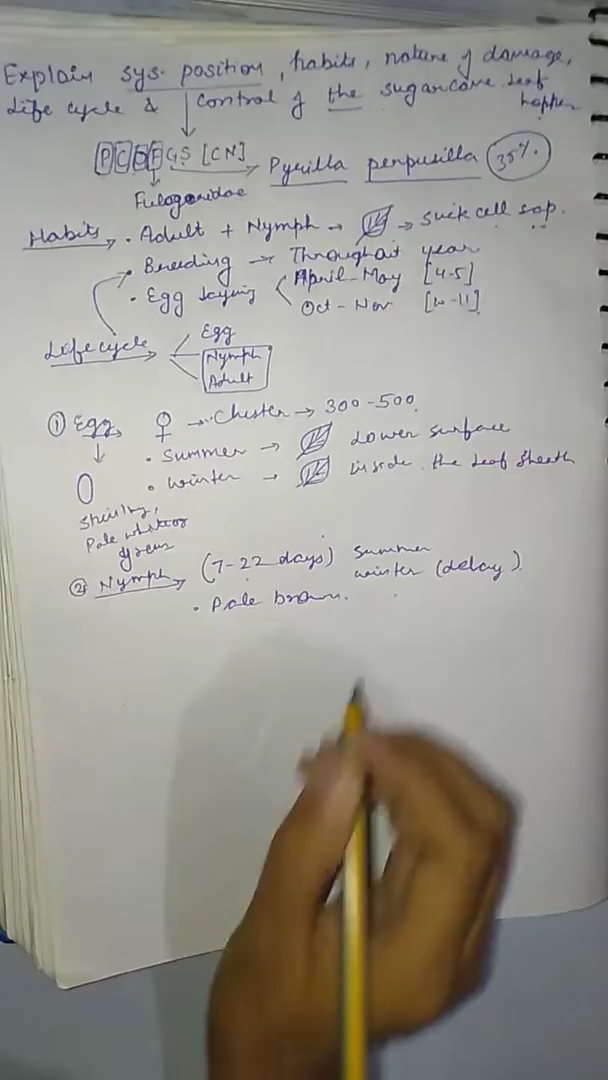 Explain sys. position, habits, nature of damage,
Life cycle & control of the sugarcane leaf
hopper
PCOFGS [CN] → Pyrilla perpusilla 35%.
Fulogoridae
Habits → • Adult + Nymph → → suck cell sap.
• Breeding → Throughout year
• Egg laying April-May [4-5]
Oct-Nov [10-11]
Life cycle → Egg
Nymph
Adult
① Egg → ♀ → Cluster → 300-500.
• Summer → Lower surface
• winter → inside the leaf sheath
Pale
green
② Nymph → (7-22 days) summer
winter (delay).
• Pale brown.